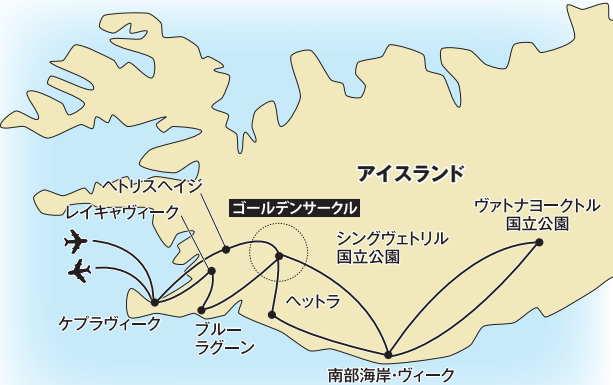 アイスランド
ヘトリスヘイジ
レイキャヴィーク
ゴールデンサークル
ヴァトナヨークトル
国立公園
シングヴェトリル
国立公園
ヘットラ
ケプラヴィーク
ブルー
ラグーン
南部海岸・ヴィーク